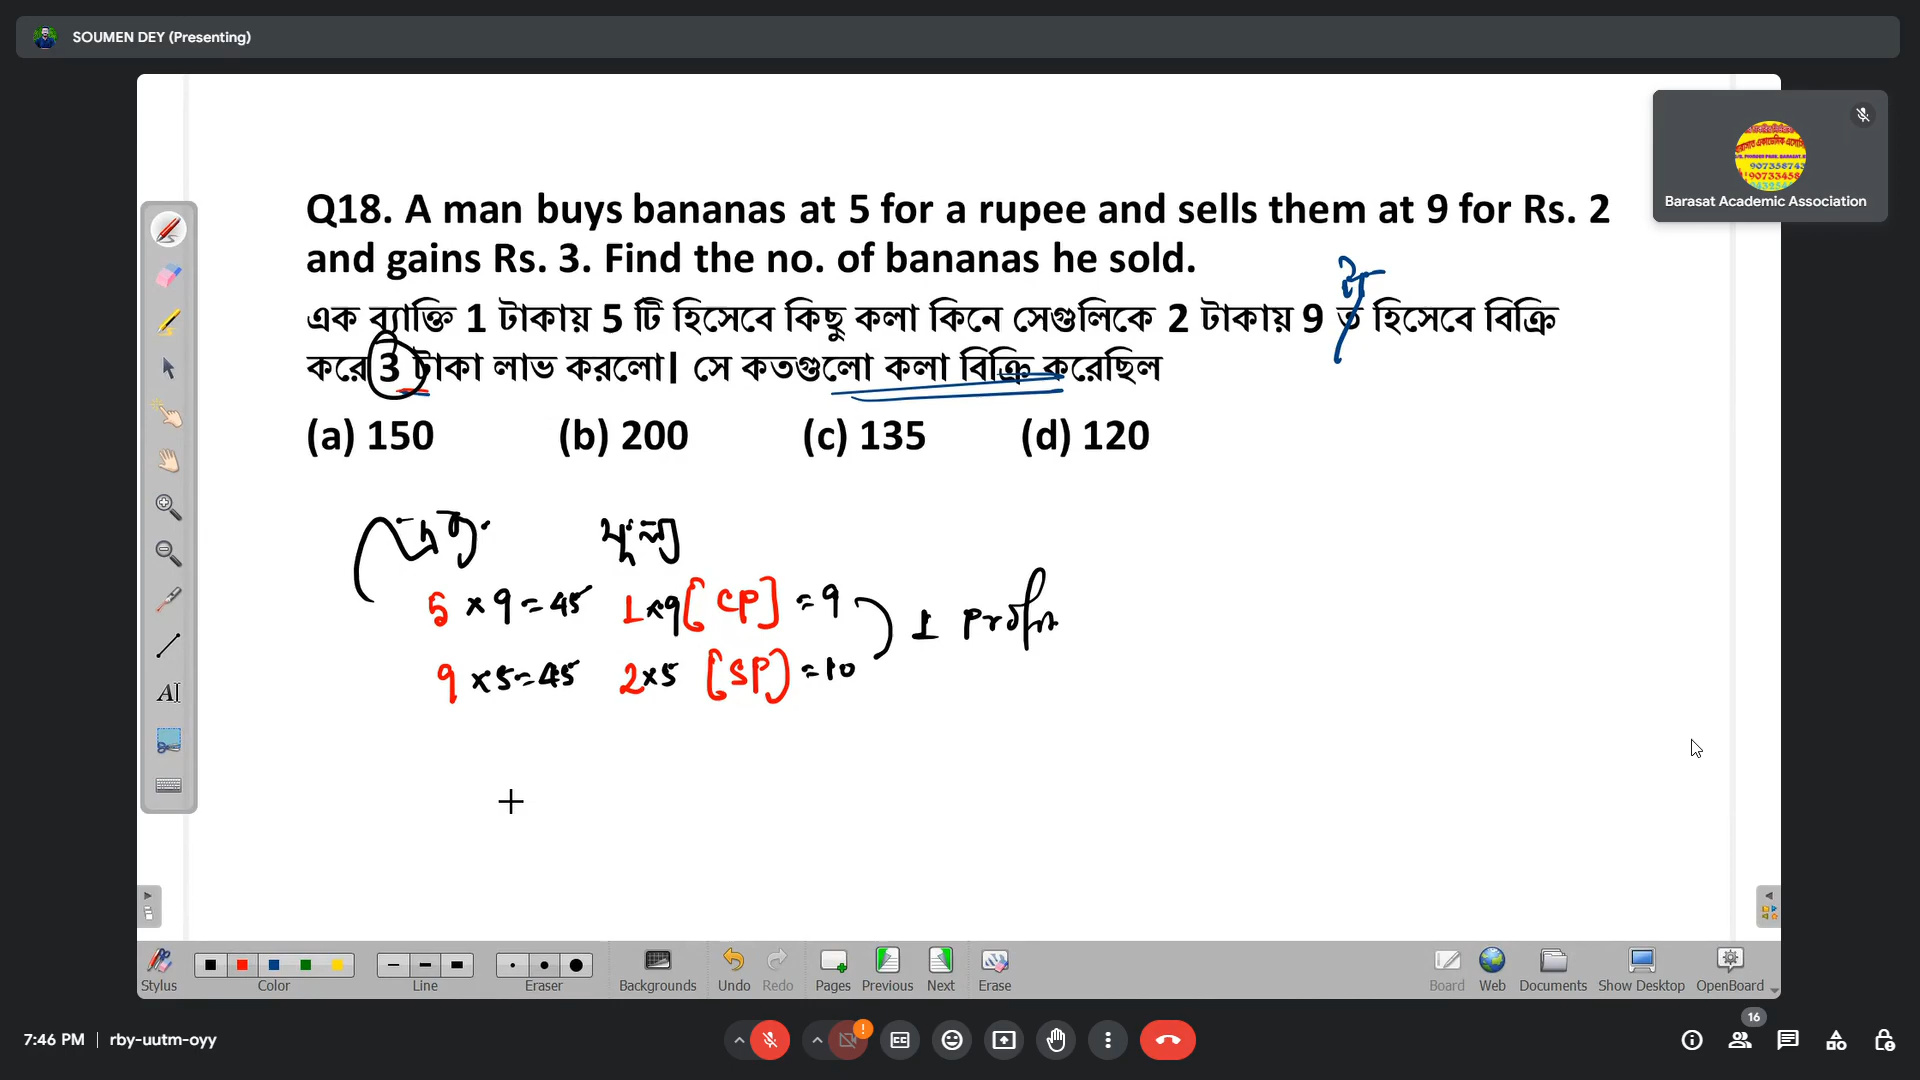 SOUMEN DEY (Presenting)
Barasat Academic Association
Q18. A man buys bananas at 5 for a rupee and sells them at 9 for Rs. 2
and gains Rs. 3. Find the no. of bananas he sold.
এক ব্যাক্তি 1 টাকায় 5 টি হিসেবে কিছু কলা কিনে সেগুলিকে 2 টাকায় 9 ত হিসেবে বিক্রি
করে 3 টাকা লাভ করলো। সে কতগুলো কলা বিক্রি করেছিল
(a) 150 (b) 200 (c) 135 (d) 120
মূল্য
5 × 9 = 45 1×9 [CP] = 9
1 Profit
9 ×5=45 2×5 [SP] =10
Stylus Color Line Eraser Backgrounds Undo Redo Pages Previous Next Erase Board Web Documents Show Desktop OpenBoard
7:46 PM | rby-uutm-oyy
16